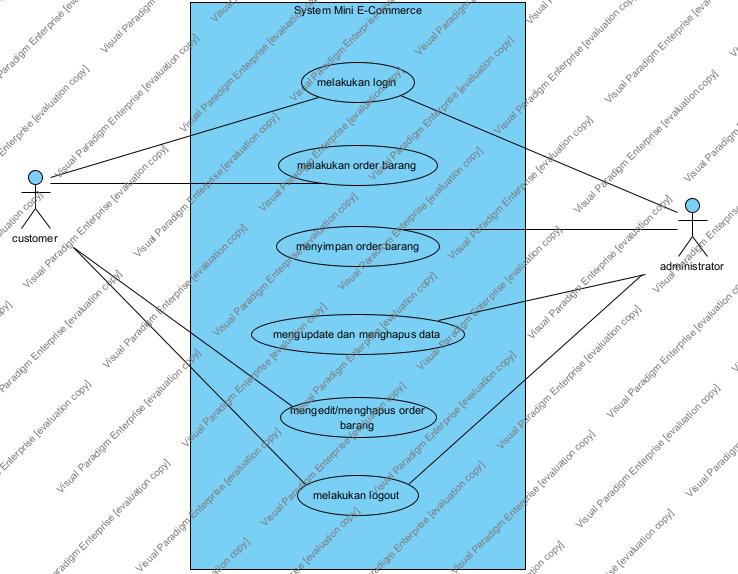 System Mini E-Commerce
melakukan login
melakukan order barang
customer
menyimpan order barang
administrator
mengupdate dan menghapus data
mengedit/menghapus order
barang
melakukan logout
Visual Paradigm Enterprise [evaluation copy]